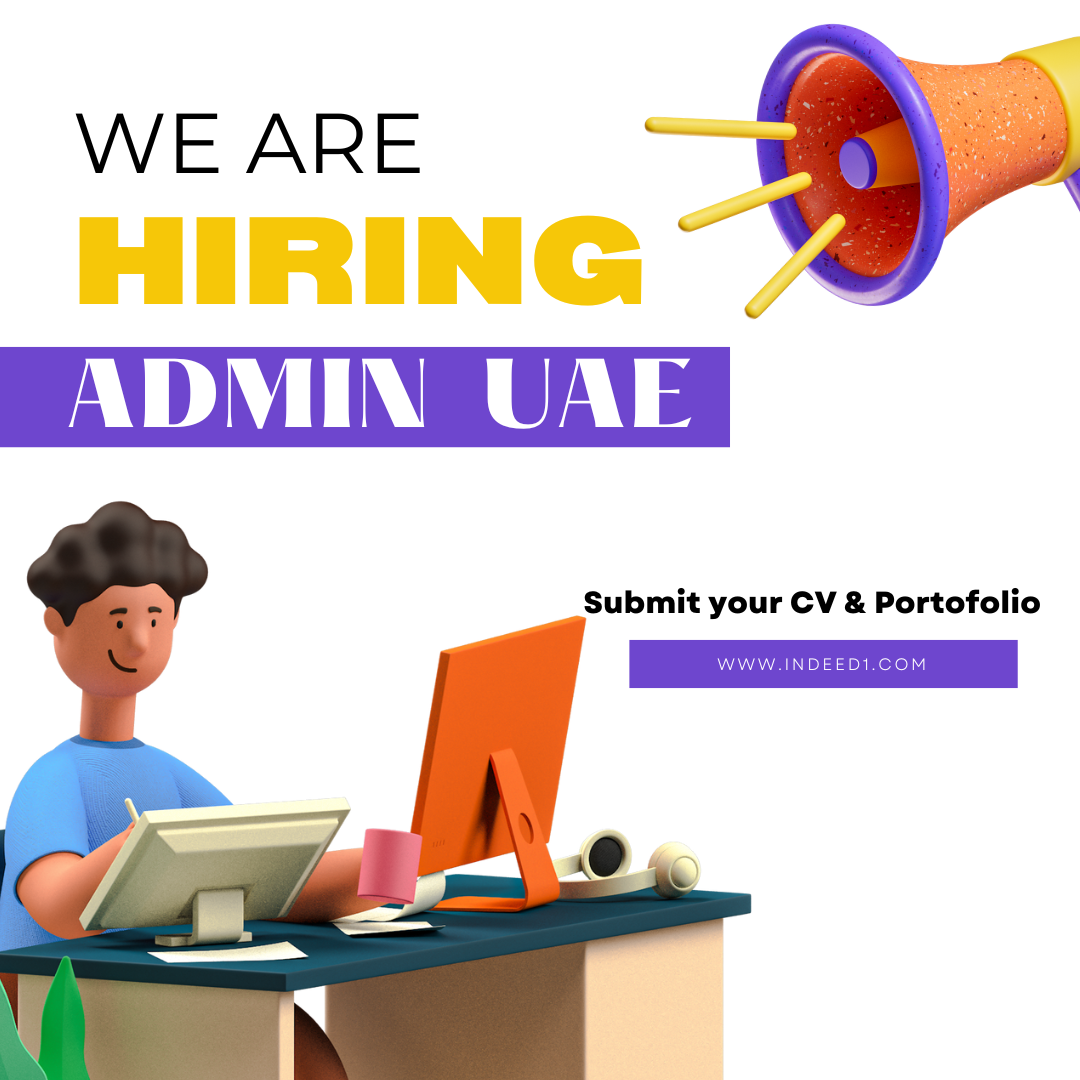 WE ARE
HIRING
ADMIN UAE
Submit your CV & Portofolio
WWW.INDEED1.COM